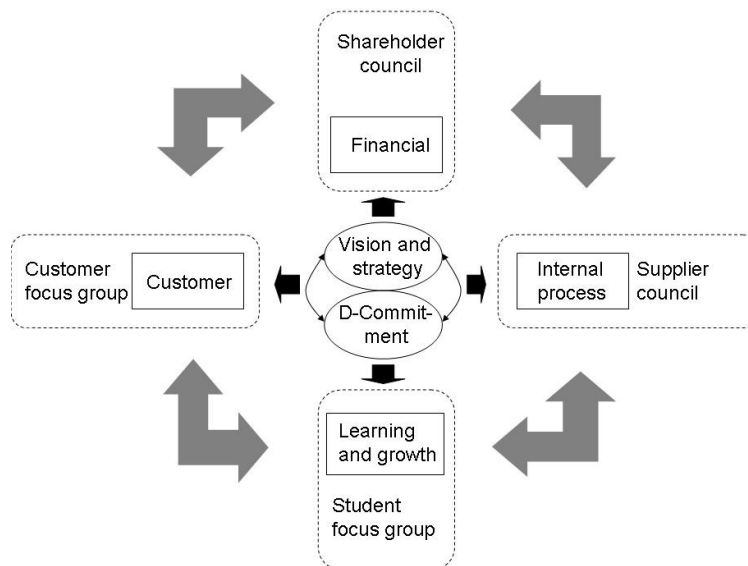 Shareholder
council
Financial
Customer
focus group
Customer
Vision and
strategy
D-Commit-
ment
Internal
process
Supplier
council
Learning
and growth
Student
focus group